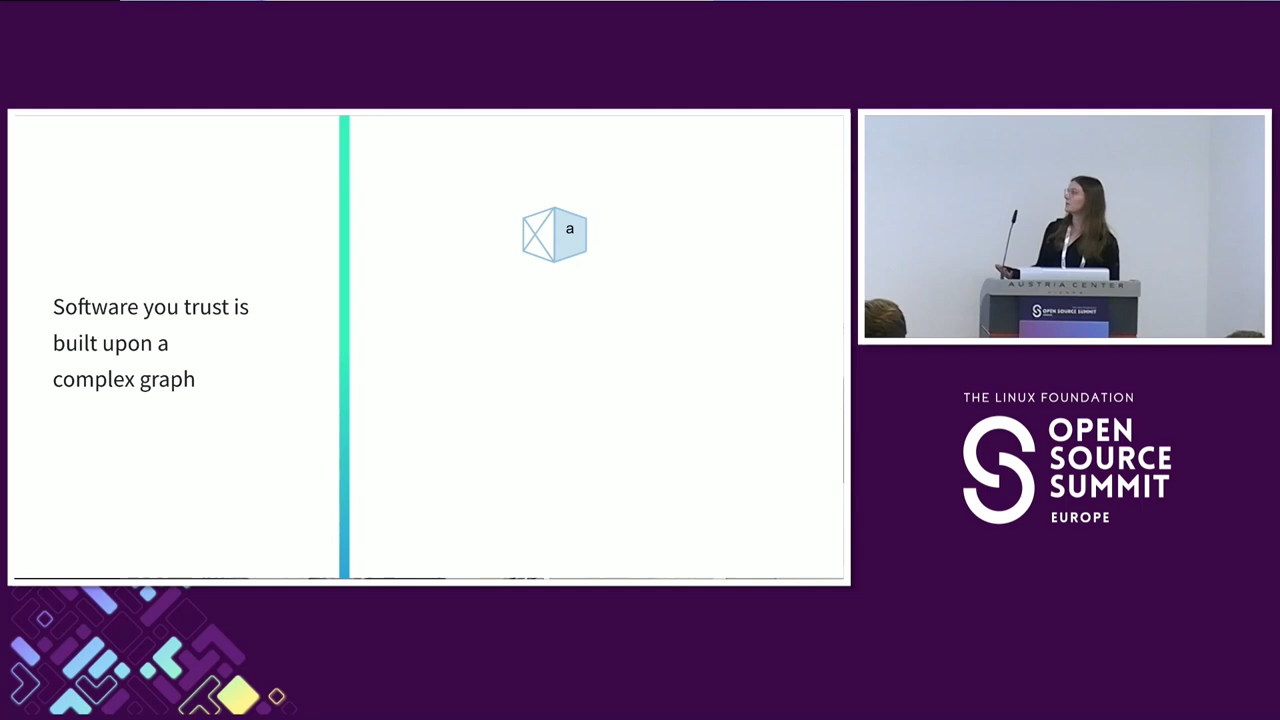 Software you trust is
built upon a
complex graph
a
AUSTRIA CENTER
OPEN SOURCE SUMMIT
THE LINUX FOUNDATION
OPEN
SOURCE
SUMMIT
EUROPE